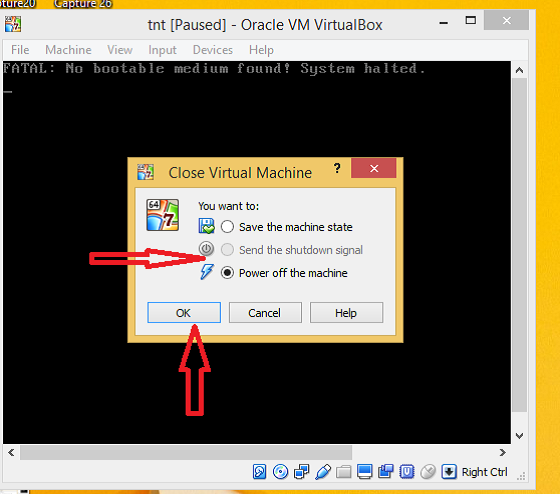 pture20 Capture 26
tnt [Paused] - Oracle VM VirtualBox
File Machine View Input Devices Help
FATAL: No bootable medium found! System halted.
_
Close Virtual Machine ?
64
7
You want to:
Save the machine state
Send the shutdown signal
Power off the machine
OK Cancel Help
Right Ctrl